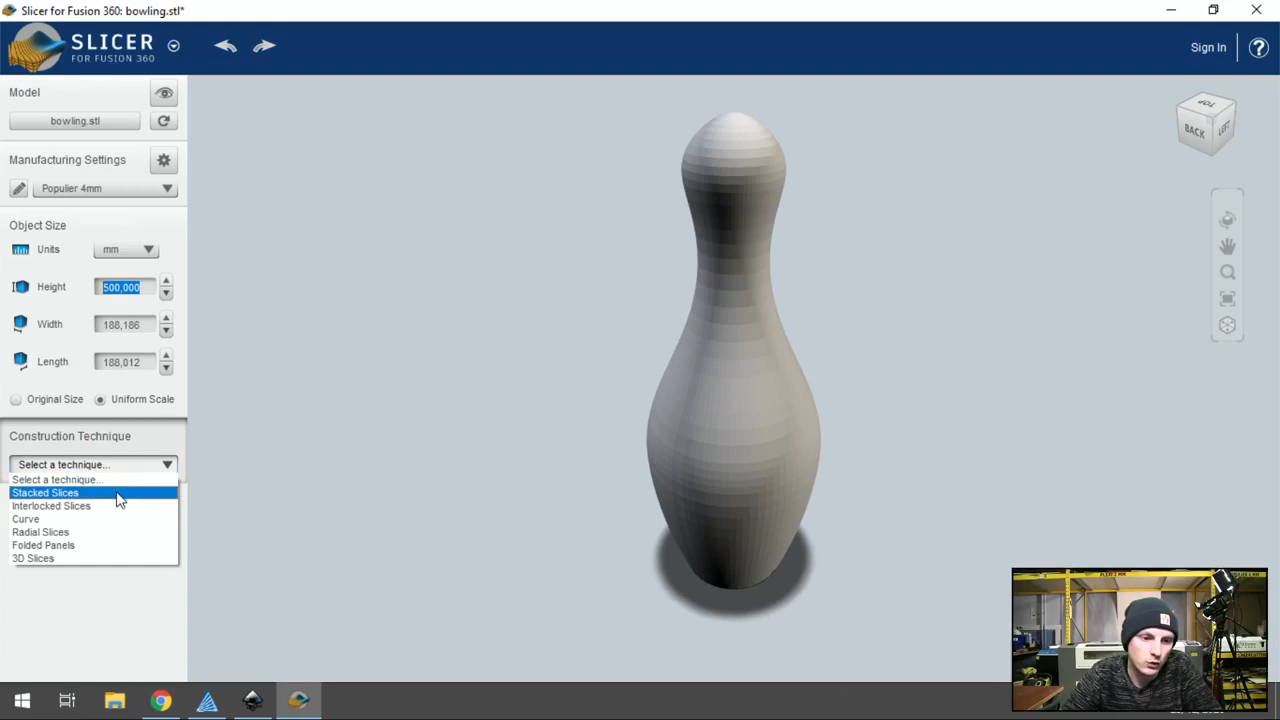 Slicer for Fusion 360: bowling.stl*
SLICER
FOR FUSION 360
Sign In
?
Model
bowling.stl
Manufacturing Settings
Populier 4mm
Object Size
Units
mm
Height
500,000
Width
188,186
Length
188,012
Original Size
Uniform Scale
Construction Technique
Select a technique...
Select a technique...
Stacked Slices
Interlocked Slices
Curve
Radial Slices
Folded Panels
3D Slices
TOP
BACK
LEFT